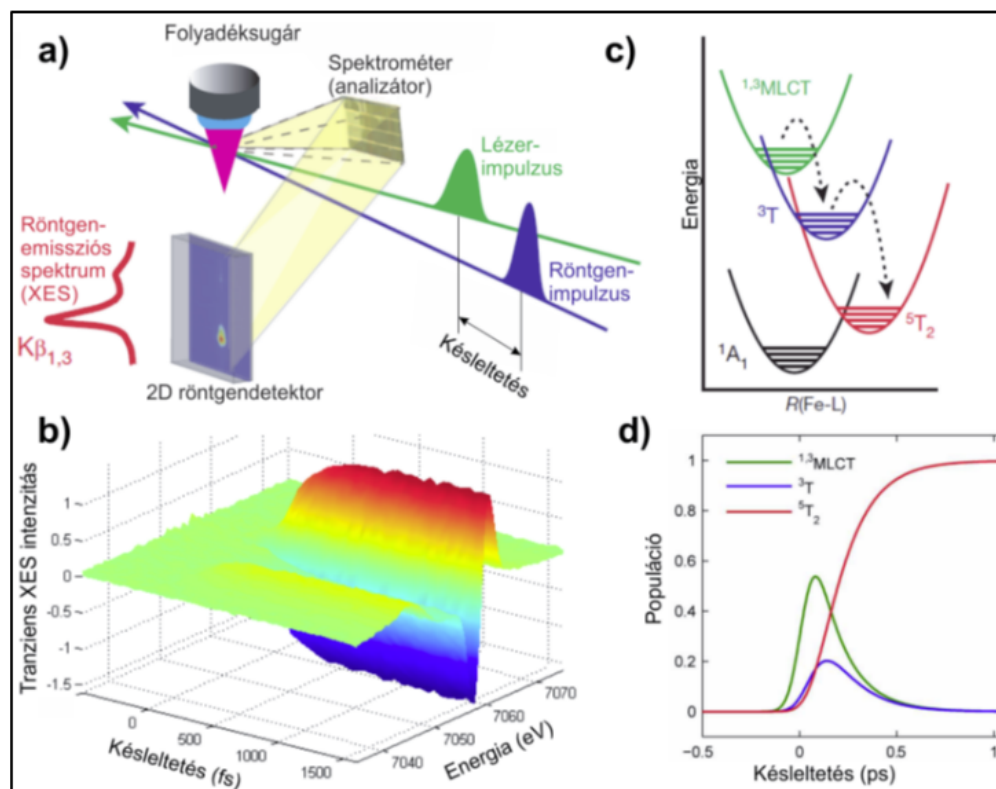 a)
Folyadéksugár
Spektrométer
(analizátor)
Lézer-
impulzus
Röntgen-
emissziós
spektrum
(XES)
Kβ1,3
Röntgen-
impulzus
Késleltetés
2D röntgendetektor
b)
Tranziens XES intenzitás
1
0.5
0
-0.5
-1
-1.5
0
500
1000
1500
Késleltetés (fs)
7040
7050
7060
7070
Energia (eV)
c)
Energia
1,3MLCT
3T
5T2
1A1
R(Fe-L)
d)
1,3MLCT
3T
5T2
Populáció
1
0.8
0.6
0.4
0.2
0
−0.5
0
0.5
1
Késleltetés (ps)